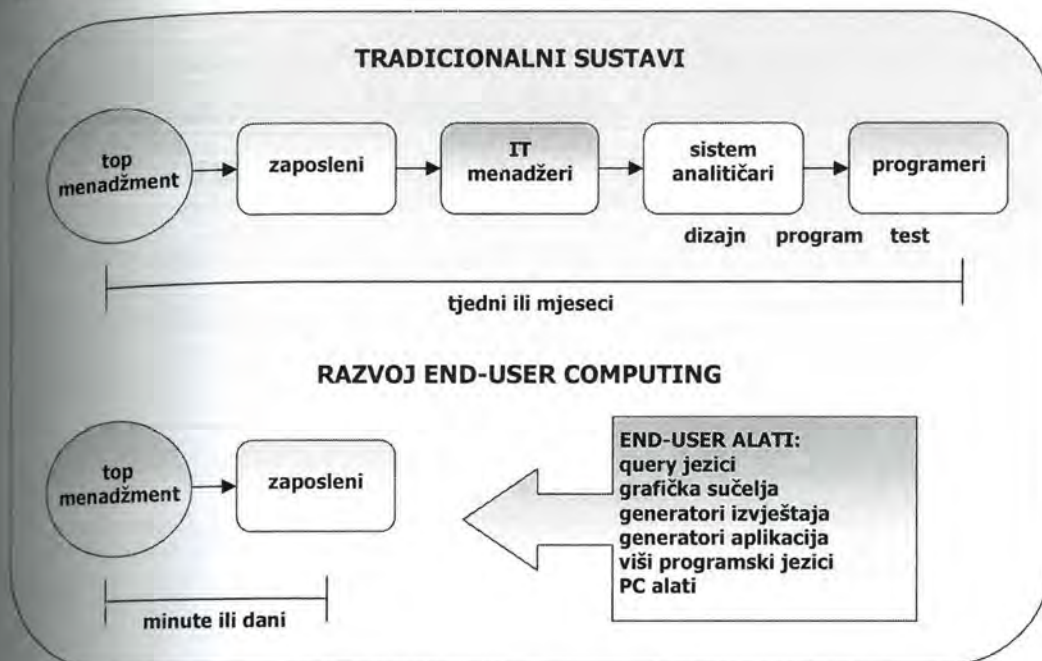 TRADICIONALNI SUSTAVI
top
menadžment
zaposleni
IT
menadžeri
sistem
analitičari
programeri
dizajn program test
tjedni ili mjeseci
RAZVOJ END-USER COMPUTING
top
menadžment
zaposleni
END-USER ALATI:
query jezici
grafička sučelja
generatori izvještaja
generatori aplikacija
viši programski jezici
PC alati
minute ili dani